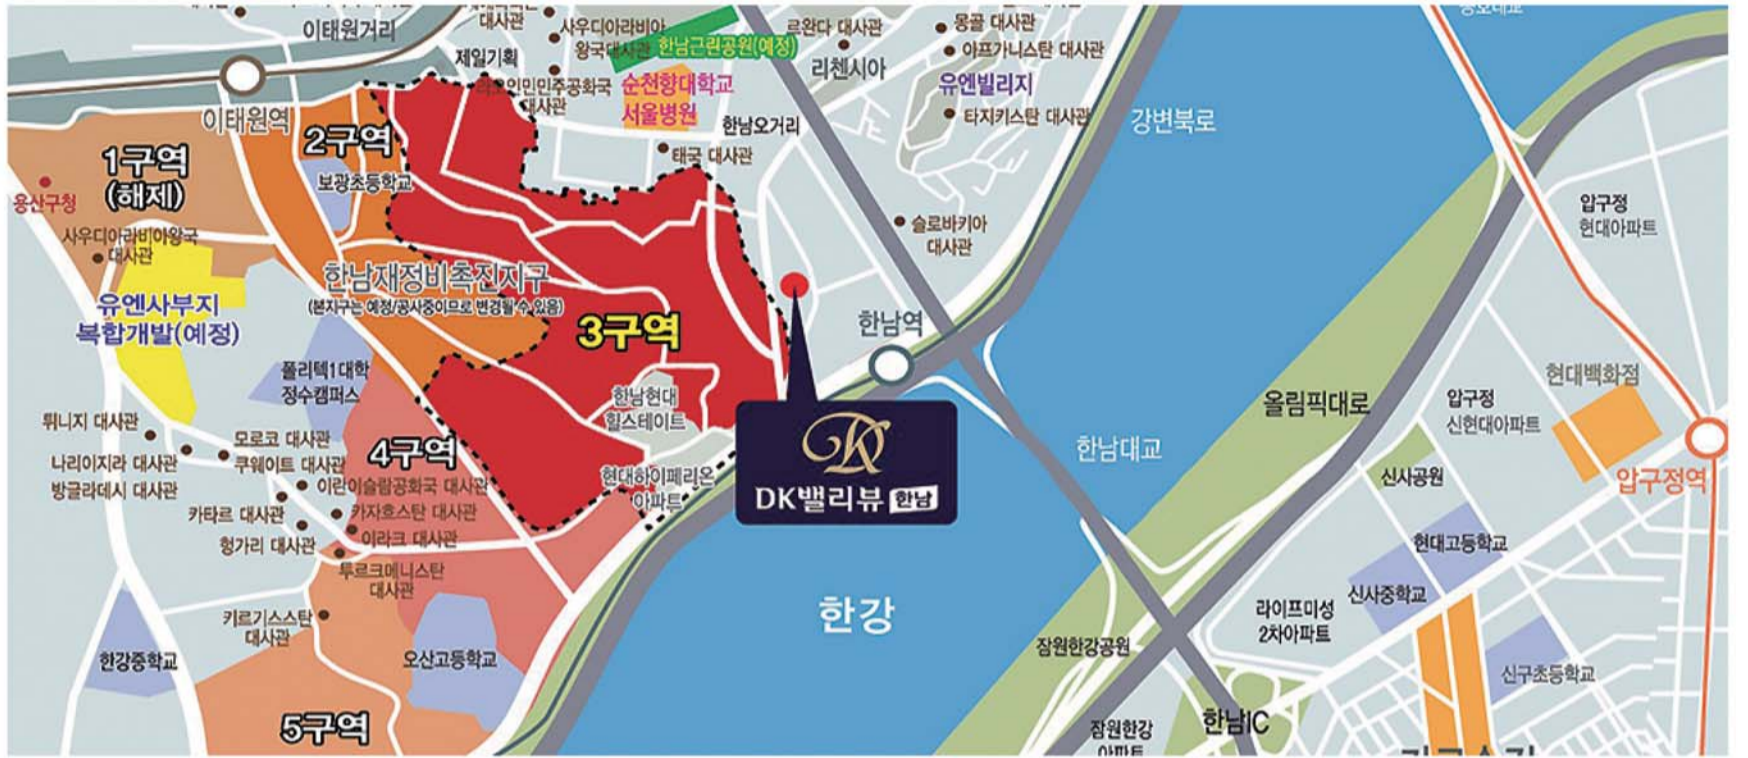 이태원거리
대사관
사우디아라비아
왕국대사관
한남근린공원(예정)
르완다 대사관
몽골 대사관
아프가니스탄 대사관
제일기획
리첸시아
유엔빌리지
라오인민민주공화국
대사관
순천향대학교
서울병원
타지키스탄 대사관
강변북로
이태원역
한남오거리
2구역
1구역
(해제)
태국 대사관
보광초등학교
용산구청
압구정
현대아파트
슬로바키아
대사관
사우디아라비아왕국
대사관
한남재정비촉진지구
(본지구는 예정/공사중이므로 변경될 수 있음)
유엔사부지
복합개발(예정)
3구역
한남역
폴리텍1대학
정수캠퍼스
한남현대
힐스테이트
현대백화점
올림픽대로
압구정
신현대아파트
튀니지 대사관
모로코 대사관
쿠웨이트 대사관
나리이지라 대사관
방글라데시 대사관
4구역
한남대교
현대하이페리온
아파트
신사공원
압구정역
이란이슬람공화국 대사관
카타르 대사관
카자흐스탄 대사관
DK
DK밸리뷰 한남
헝가리 대사관
이라크 대사관
현대고등학교
투르크메니스탄
대사관
신사중학교
한강
라이프미성
2차아파트
키르기스스탄
대사관
잠원한강공원
한강중학교
오산고등학교
신구초등학교
5구역
한남IC
잠원한강
아파트